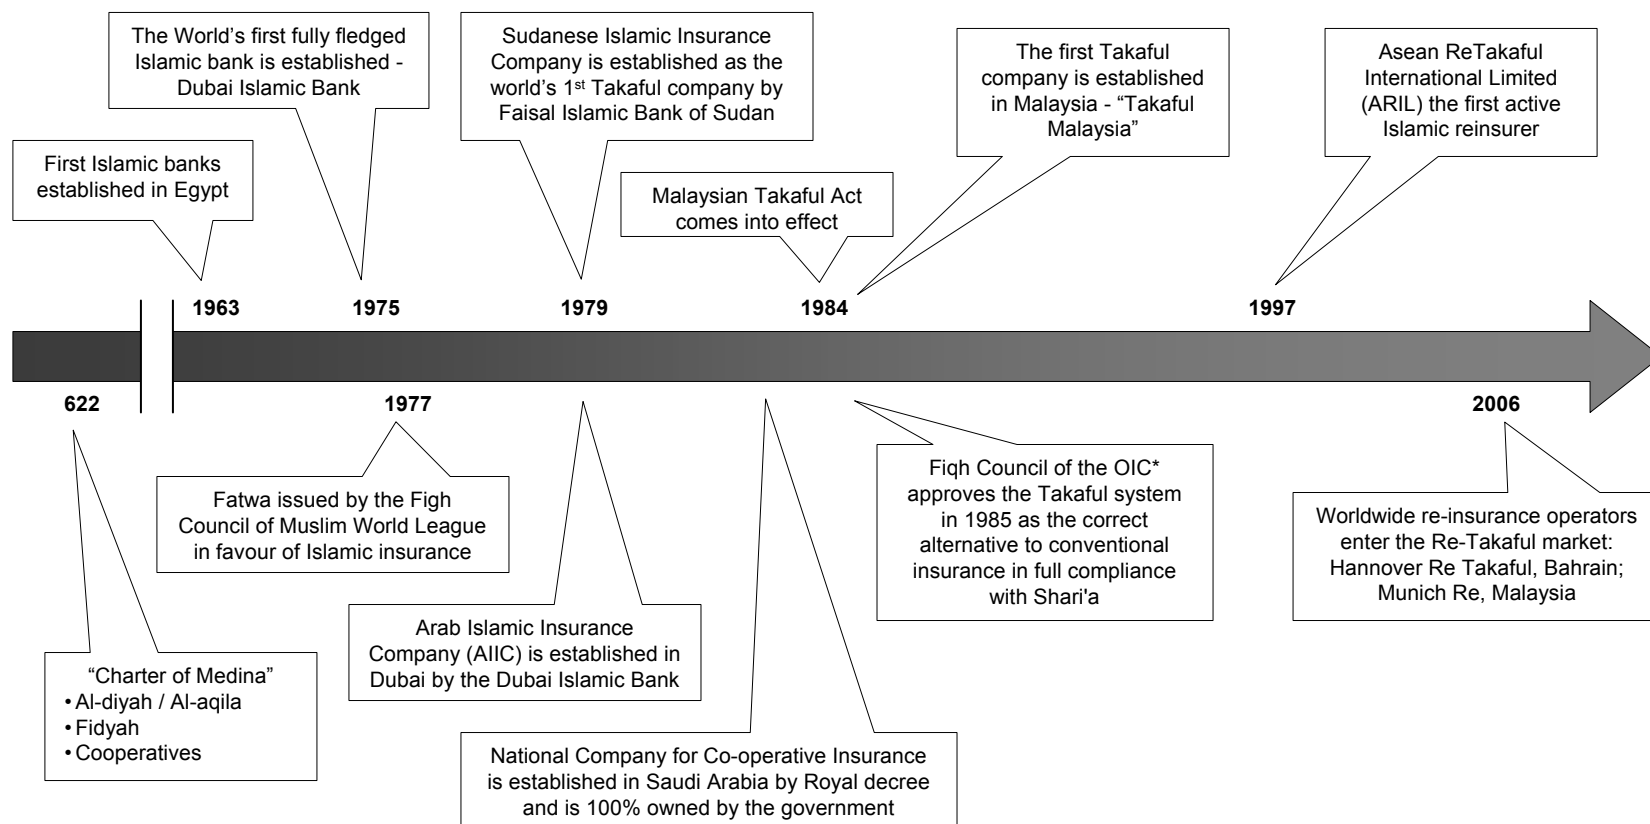 The World’s first fully fledged
Islamic bank is established -
Dubai Islamic Bank
Sudanese Islamic Insurance
Company is established as the
world’s 1st Takaful company by
Faisal Islamic Bank of Sudan
The first Takaful
company is established
in Malaysia - “Takaful
Malaysia”
Asean ReTakaful
International Limited
(ARIL) the first active
Islamic reinsurer
First Islamic banks
established in Egypt
Malaysian Takaful Act
comes into effect
1963
1975
1979
1984
1997
622
1977
2006
Fatwa issued by the Figh
Council of Muslim World League
in favour of Islamic insurance
Fiqh Council of the OIC*
approves the Takaful system
in 1985 as the correct
alternative to conventional
insurance in full compliance
with Shari'a
Worldwide re-insurance operators
enter the Re-Takaful market:
Hannover Re Takaful, Bahrain;
Munich Re, Malaysia
Arab Islamic Insurance
Company (AIIC) is established in
Dubai by the Dubai Islamic Bank
“Charter of Medina”
• Al-diyah / Al-aqila
• Fidyah
• Cooperatives
National Company for Co-operative Insurance
is established in Saudi Arabia by Royal decree
and is 100% owned by the government